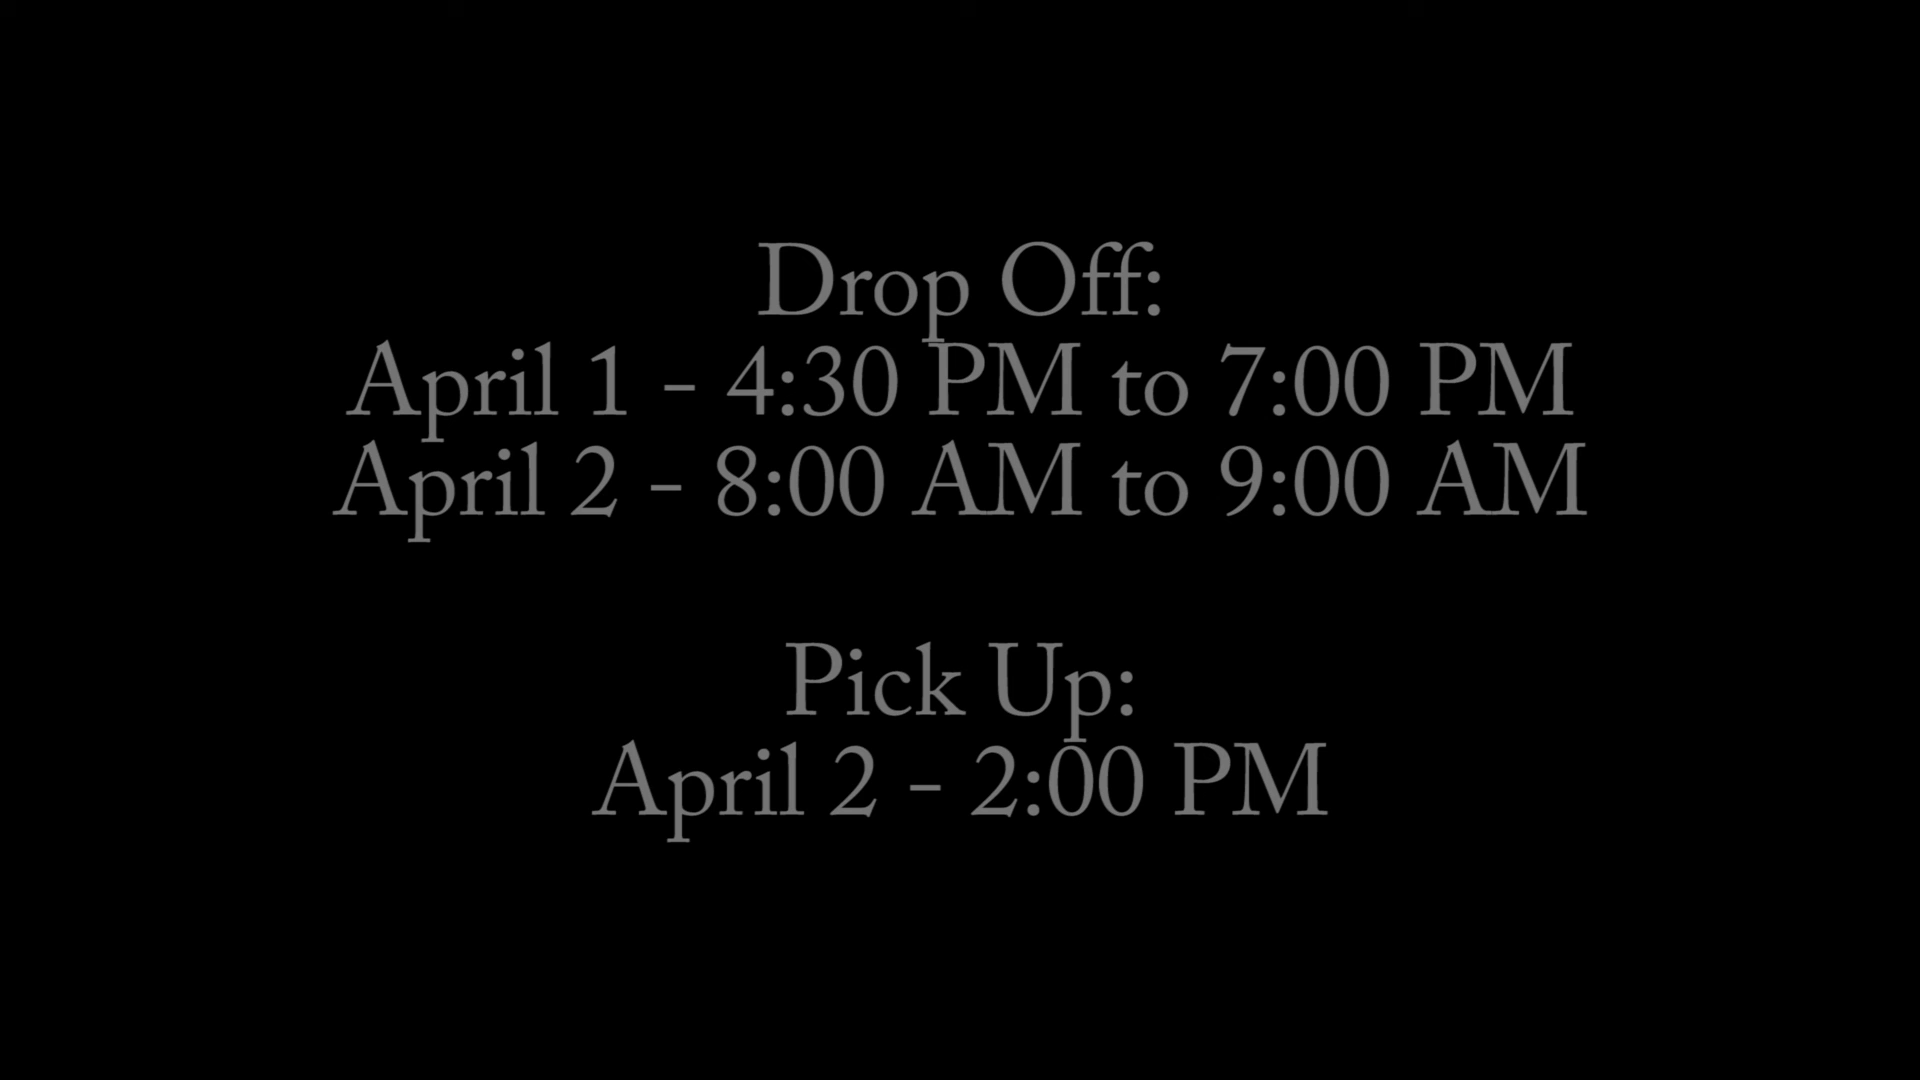 Drop Off:
April 1 - 4:30 PM to 7:00 PM
April 2 - 8:00 AM to 9:00 AM
Pick Up:
April 2 - 2:00 PM